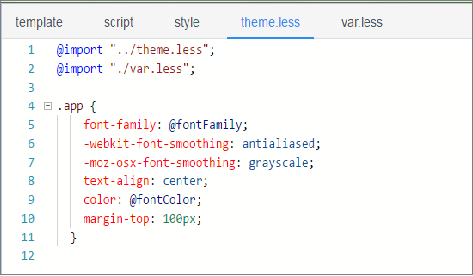 template script style theme.less var.less
1 @import "../theme.less";
2 @import "./var.less";
3
4 .app {
5 font-family: @fontFamily;
6 -webkit-font-smoothing: antialiased;
7 -moz-osx-font-smoothing: grayscale;
8 text-align: center;
9 color: @fontColor;
10 margin-top: 100px;
11 }
12